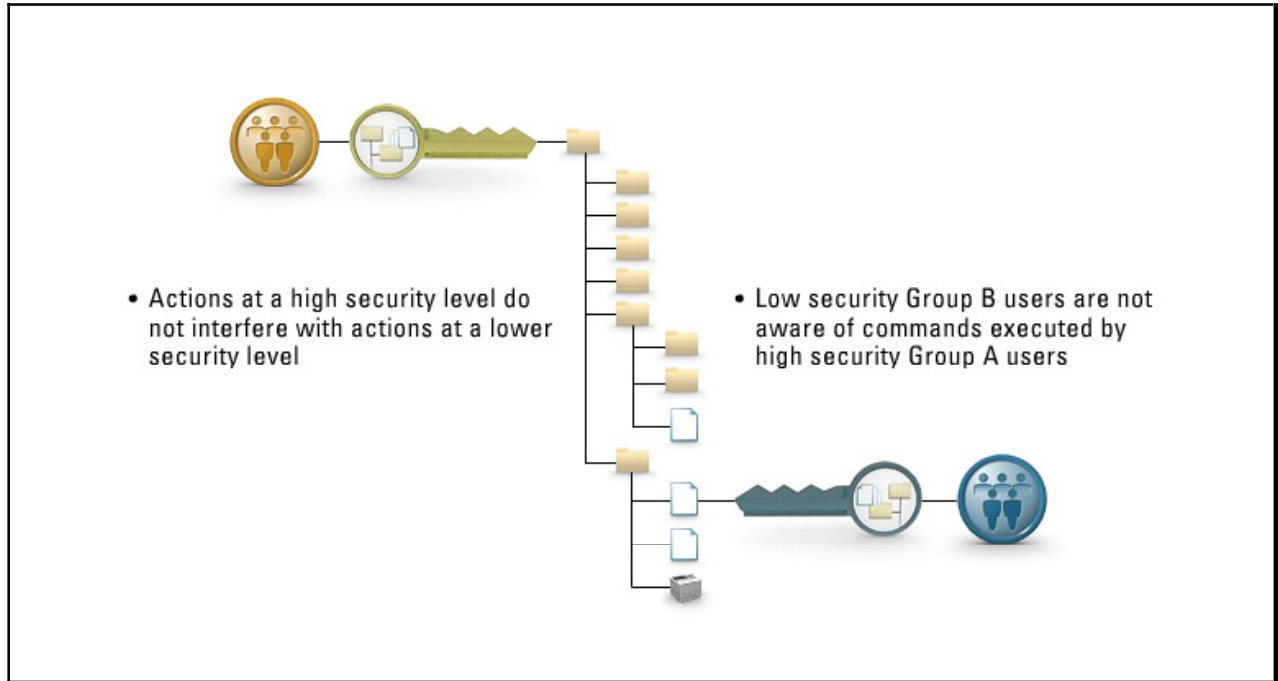 • Actions at a high security level do
not interfere with actions at a lower
security level
• Low security Group B users are not
aware of commands executed by
high security Group A users